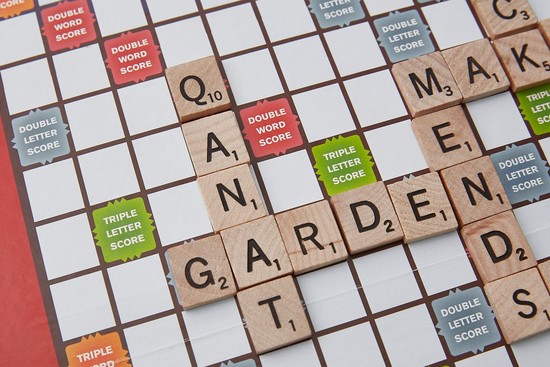 DOUBLE WORD SCORE
DOUBLE WORD SCORE
TRIPLE LETTER SCORE
DOUBLE LETTER SCORE
C3
Q10
M3 A1 K5
DOUBLE LETTER SCORE
A1
DOUBLE WORD SCORE
E1
N1
TRIPLE LETTER SCORE
DOUBLE LETTER SCORE
TRIPLE LETTER SCORE
G2 A1 R1 D2 E1 N1
D2
T1
DOUBLE LETTER SCORE
S1
TRIPLE